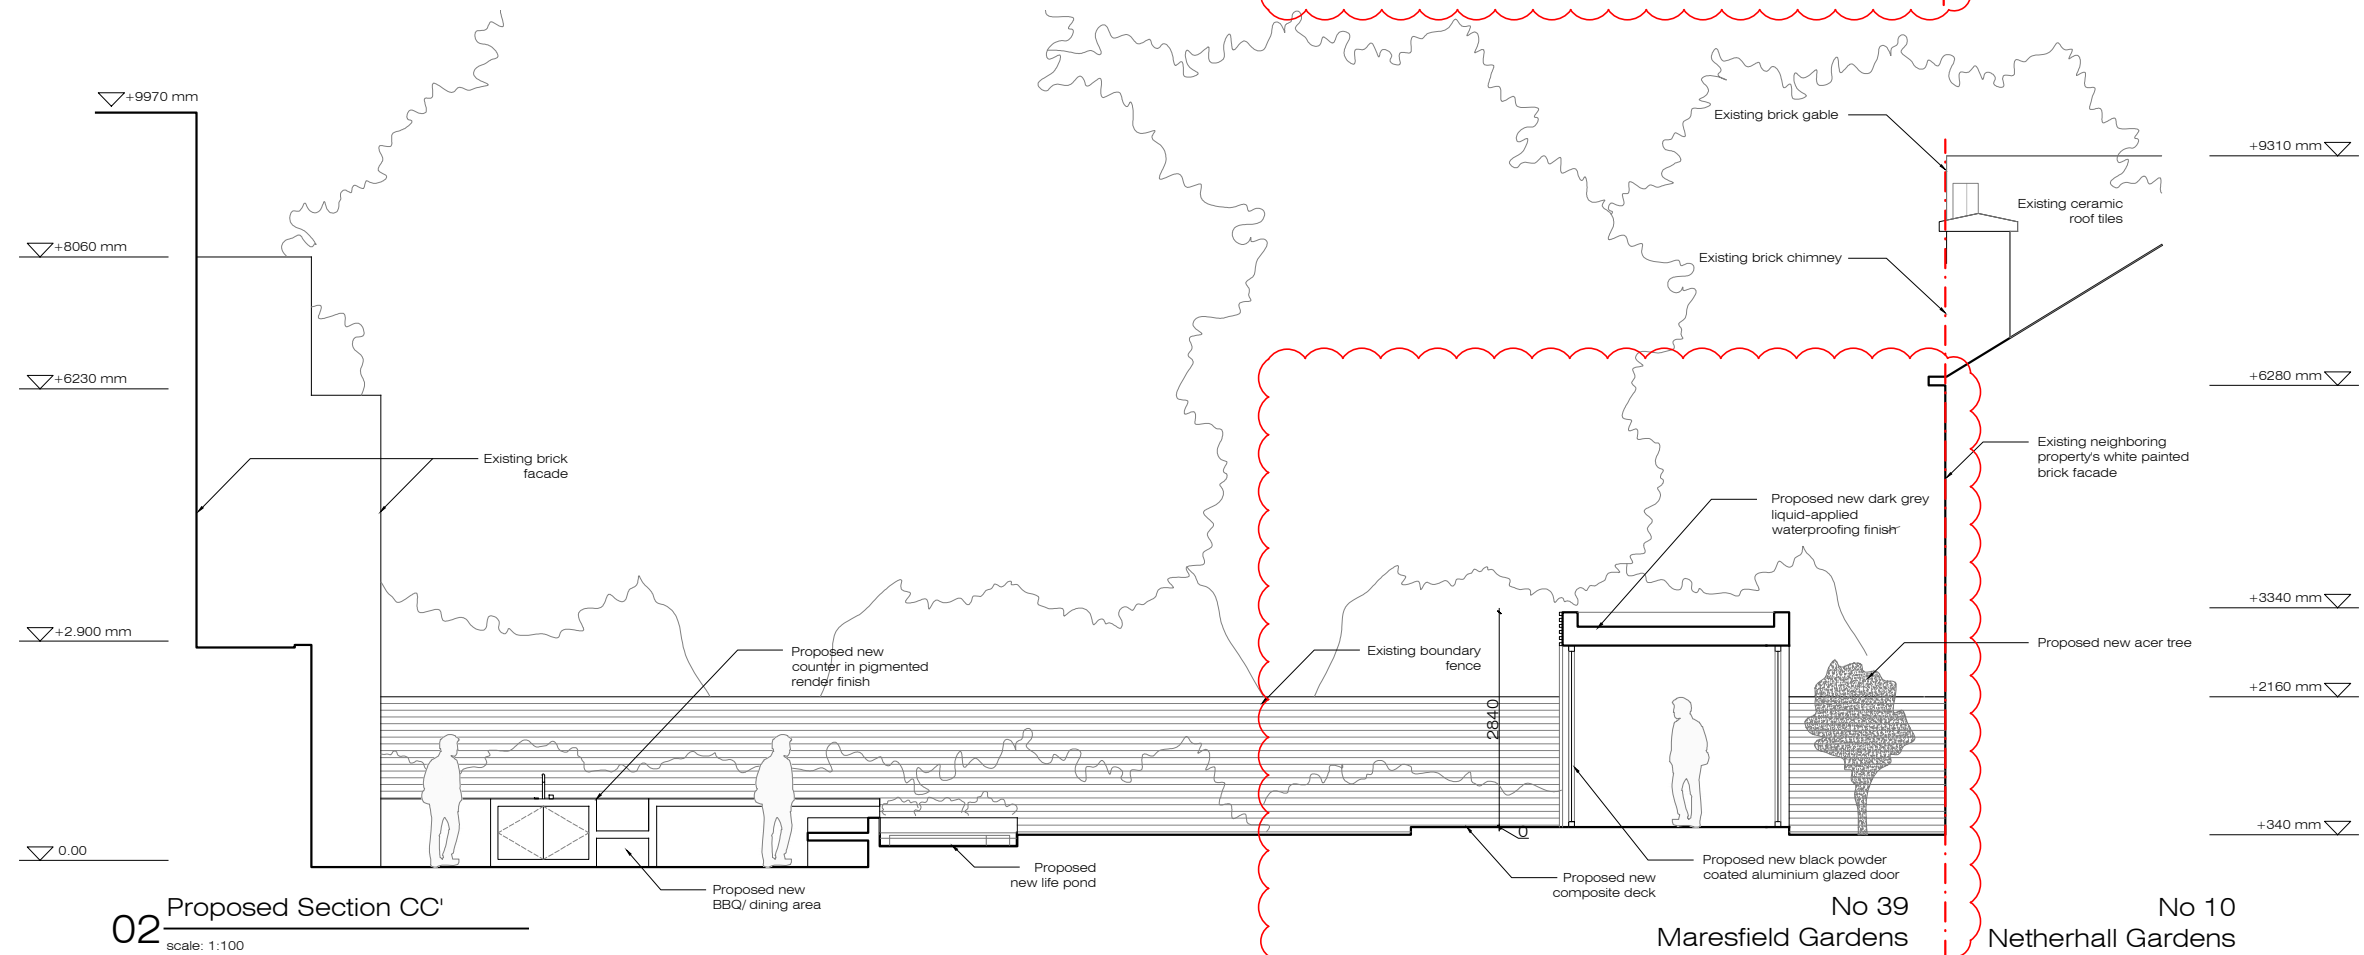 +9970 mm
Existing brick gable
+9310 mm
Existing ceramic
roof tiles
+8060 mm
Existing brick chimney
+6230 mm
+6280 mm
Existing brick
facade
Existing neighboring
property's white painted
brick facade
Proposed new dark grey
liquid-applied
waterproofing finish
+3340 mm
+2.900 mm
Proposed new
counter in pigmented
render finish
Existing boundary
fence
Proposed new acer tree
+2160 mm
2840
0
+340 mm
0.00
Proposed
new life pond
Proposed new black powder
coated aluminium glazed door
Proposed new
composite deck
Proposed new
BBQ/ dining area
02 Proposed Section CC'
scale: 1:100
No 39
Maresfield Gardens
No 10
Netherhall Gardens